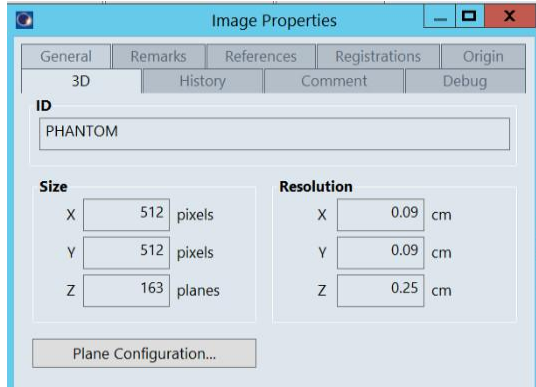 Image Properties
General Remarks References Registrations Origin
3D History Comment Debug
ID
PHANTOM
Size Resolution
X 512 pixels X 0.09 cm
Y 512 pixels Y 0.09 cm
Z 163 planes Z 0.25 cm
Plane Configuration...